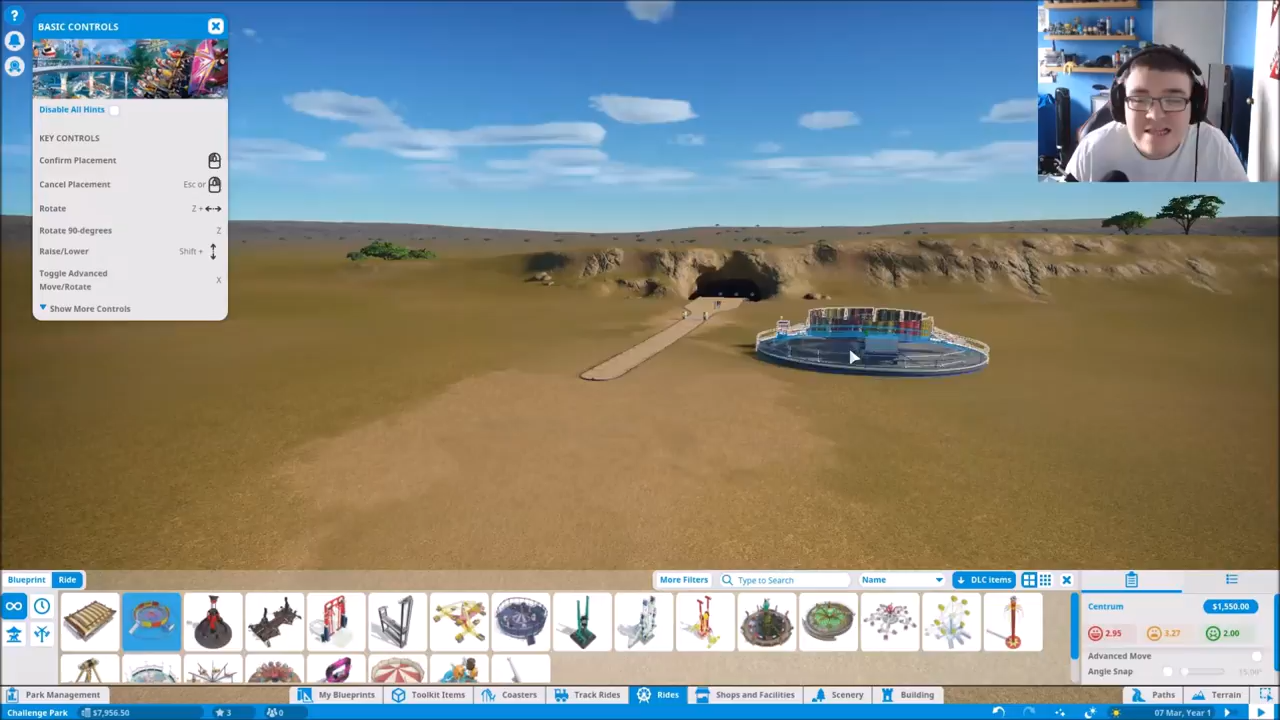 ?
BASIC CONTROLS
Disable All Hints
KEY CONTROLS
Confirm Placement
Cancel Placement Esc or
Rotate Z +
Rotate 90-degrees Z
Raise/Lower Shift +
Toggle Advanced
Move/Rotate X
Show More Controls
Blueprint Ride
More Filters Type to Search Name DLC items
Centrum $1,550.00
2.95 3.27 2.00
Advanced Move
Angle Snap
Park Management My Blueprints Toolkit Items Coasters Track Rides Rides Shops and Facilities Scenery Building Paths Terrain
Challenge Park $7,956.50 3 0 07 Mar, Year 1